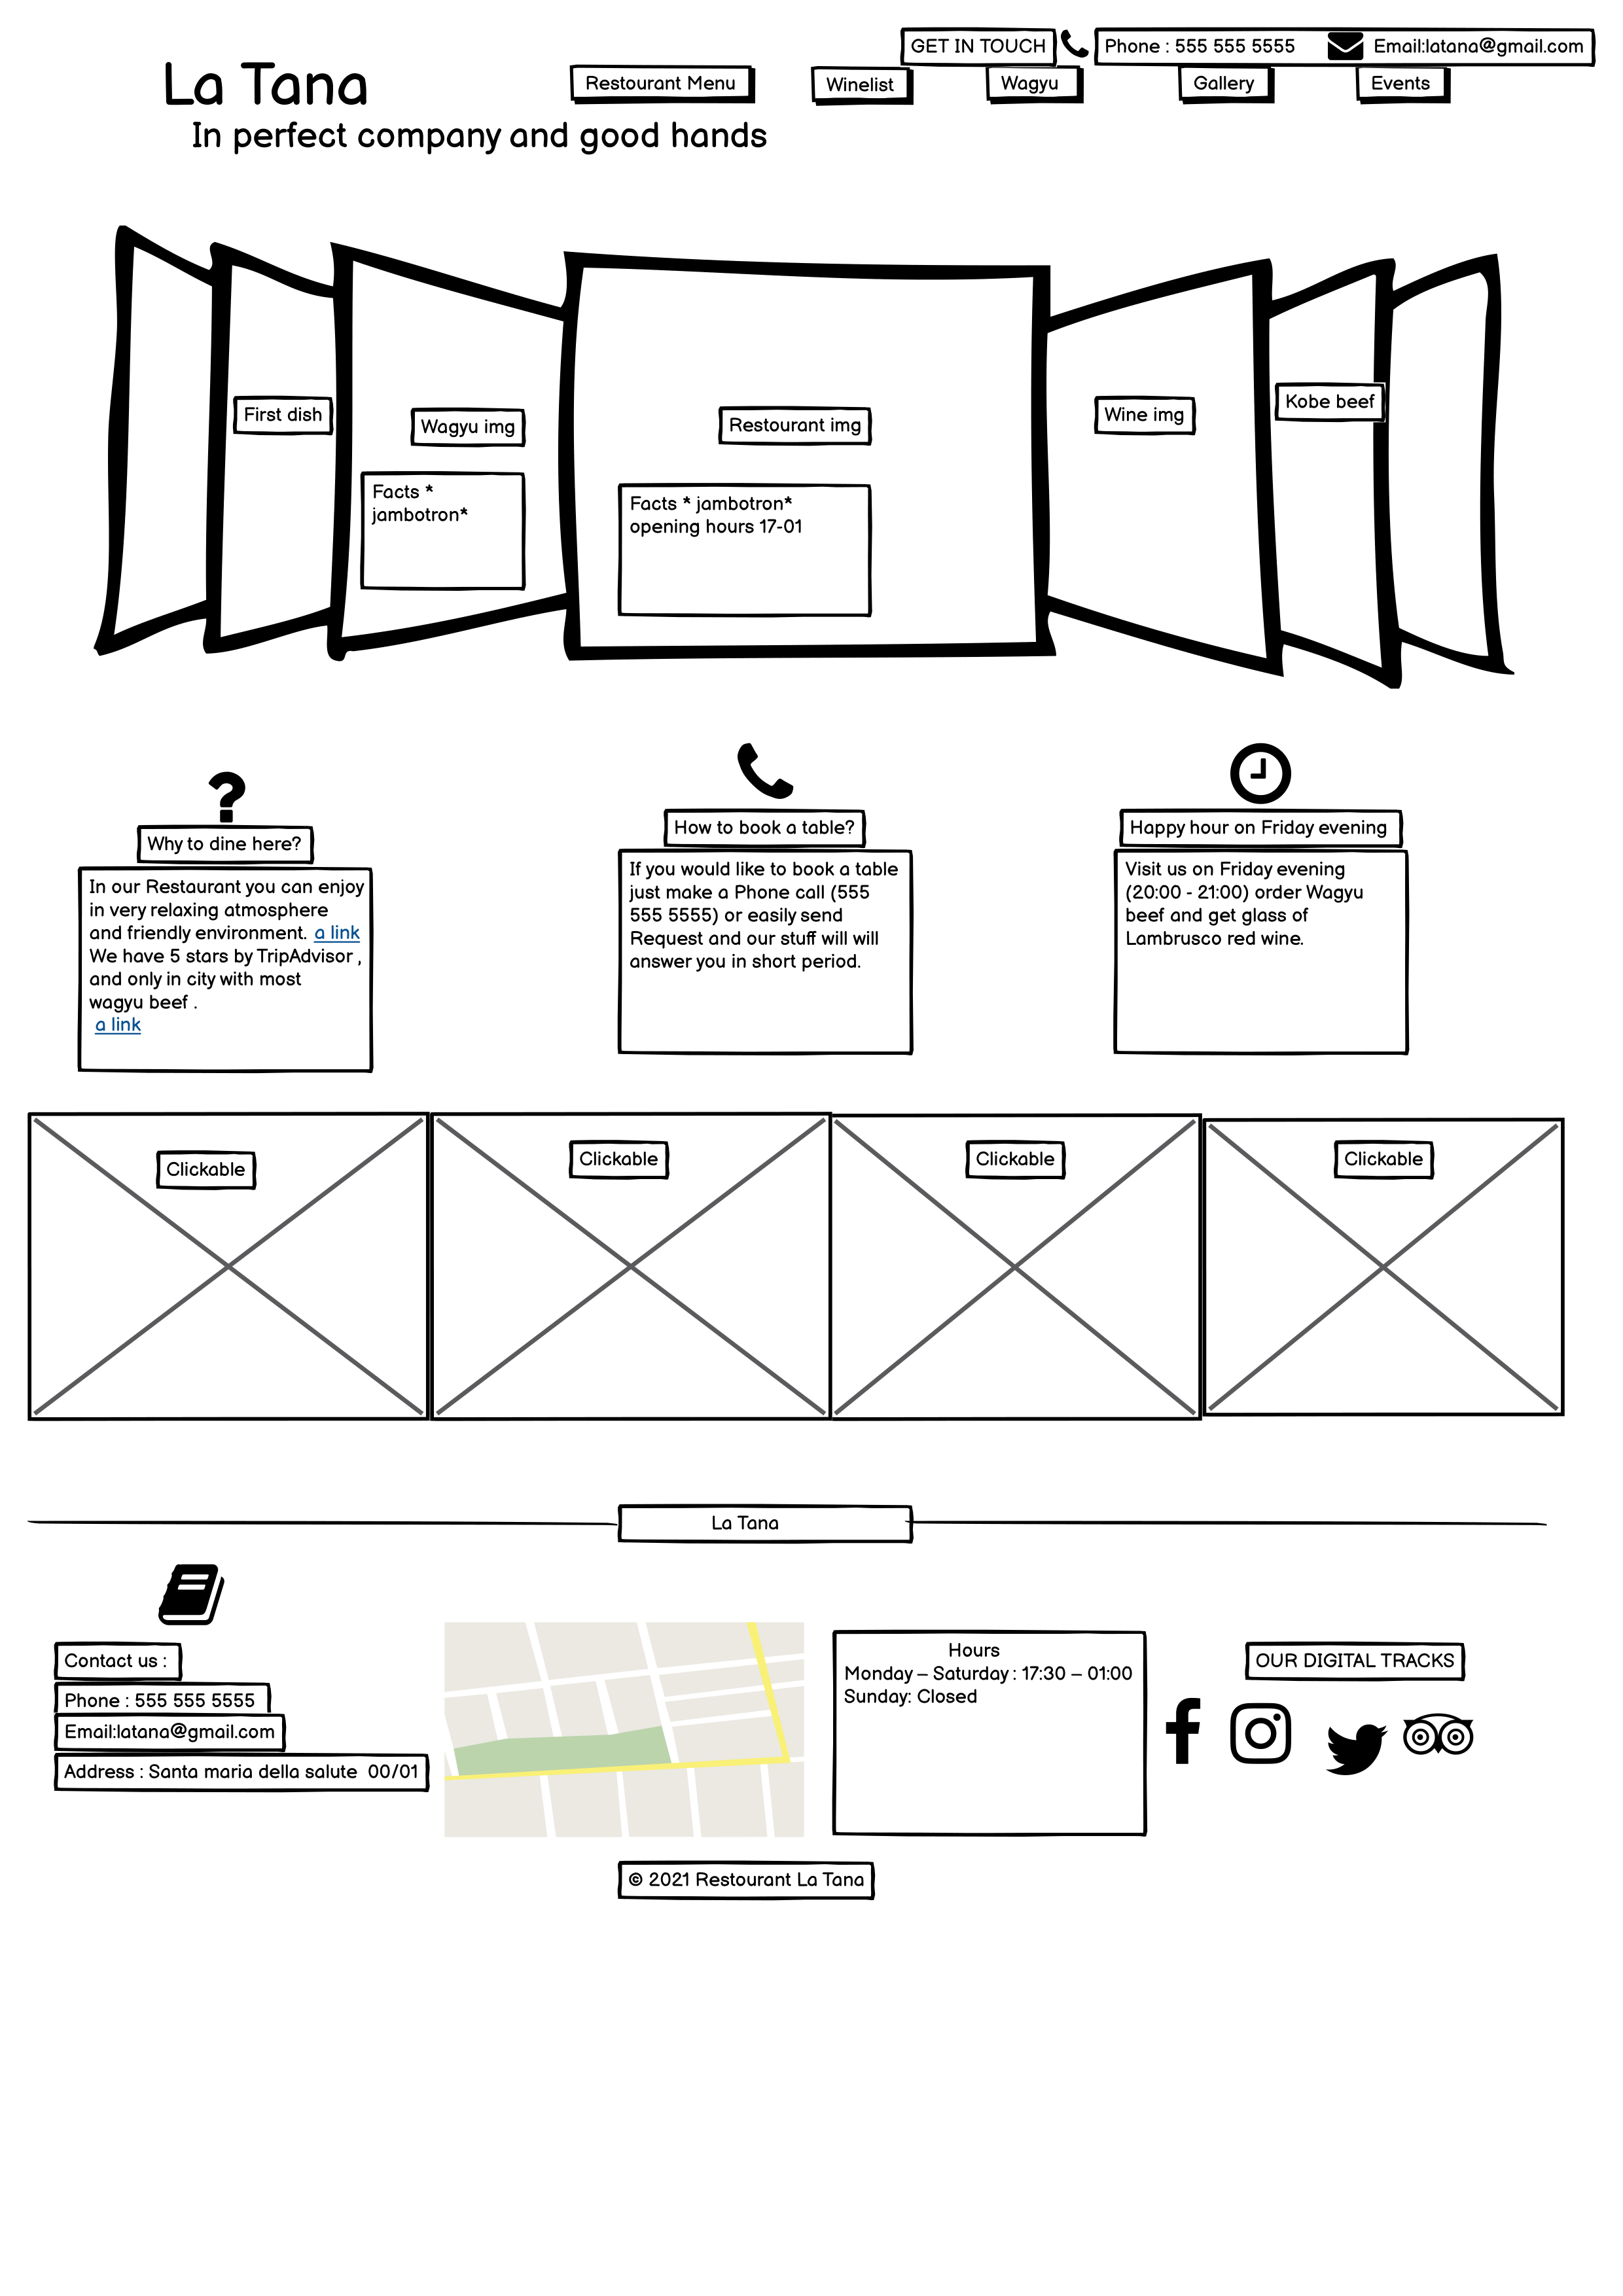 GET IN TOUCH
Phone : 555 555 5555
Email:latana@gmail.com
La Tana
Restourant Menu
Winelist
Wagyu
Gallery
Events
In perfect company and good hands
First dish
Wagyu img
Restourant img
Wine img
Kobe beef
Facts *
jambotron*
Facts * jambotron*
opening hours 17-01
Why to dine here?
In our Restaurant you can enjoy
in very relaxing atmosphere
and friendly environment. a link
We have 5 stars by TripAdvisor ,
and only in city with most
wagyu beef .
a link
How to book a table?
If you would like to book a table
just make a Phone call (555
555 5555) or easily send
Request and our stuff will will
answer you in short period.
Happy hour on Friday evening
Visit us on Friday evening
(20:00 - 21:00) order Wagyu
beef and get glass of
Lambrusco red wine.
Clickable
Clickable
Clickable
Clickable
La Tana
Contact us :
Phone : 555 555 5555
Email:latana@gmail.com
Address : Santa maria della salute 00/01
Hours
Monday – Saturday : 17:30 – 01:00
Sunday: Closed
OUR DIGITAL TRACKS
© 2021 Restourant La Tana